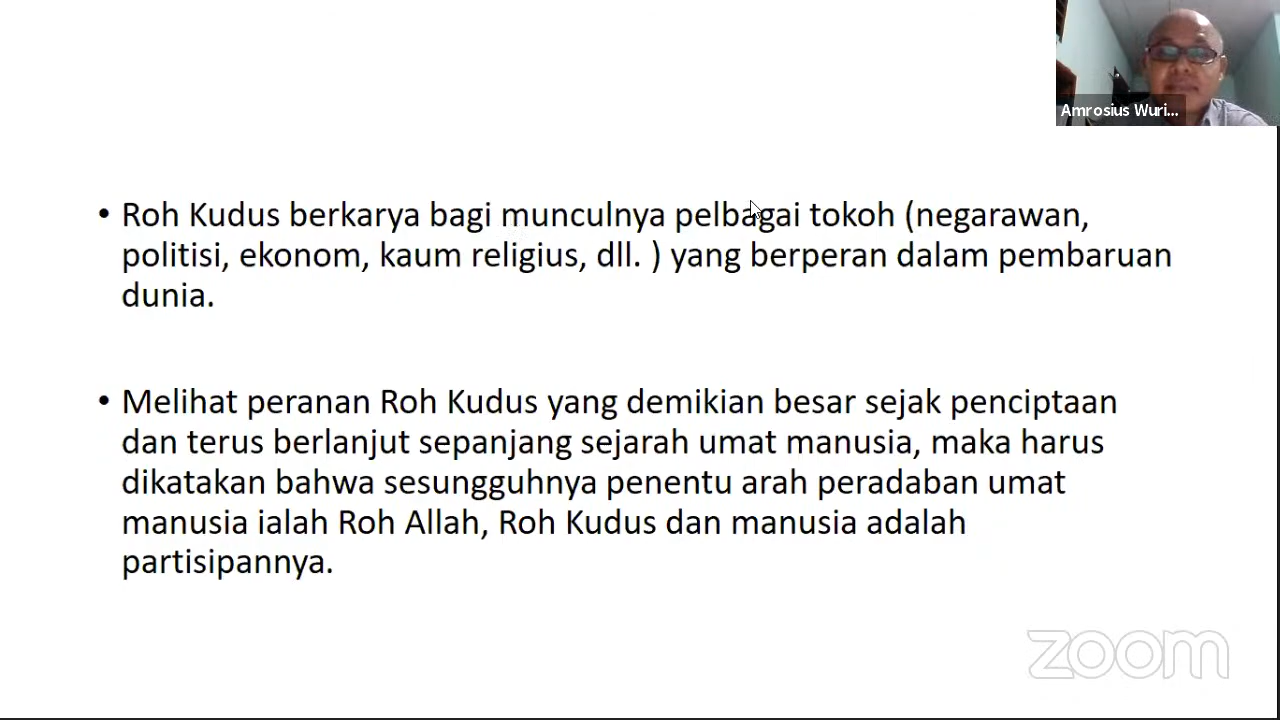 Amrosius Wuri...
• Roh Kudus berkarya bagi munculnya pelbagai tokoh (negarawan,
politisi, ekonom, kaum religius, dll. ) yang berperan dalam pembaruan
dunia.
• Melihat peranan Roh Kudus yang demikian besar sejak penciptaan
dan terus berlanjut sepanjang sejarah umat manusia, maka harus
dikatakan bahwa sesungguhnya penentu arah peradaban umat
manusia ialah Roh Allah, Roh Kudus dan manusia adalah
partisipannya.
zoom